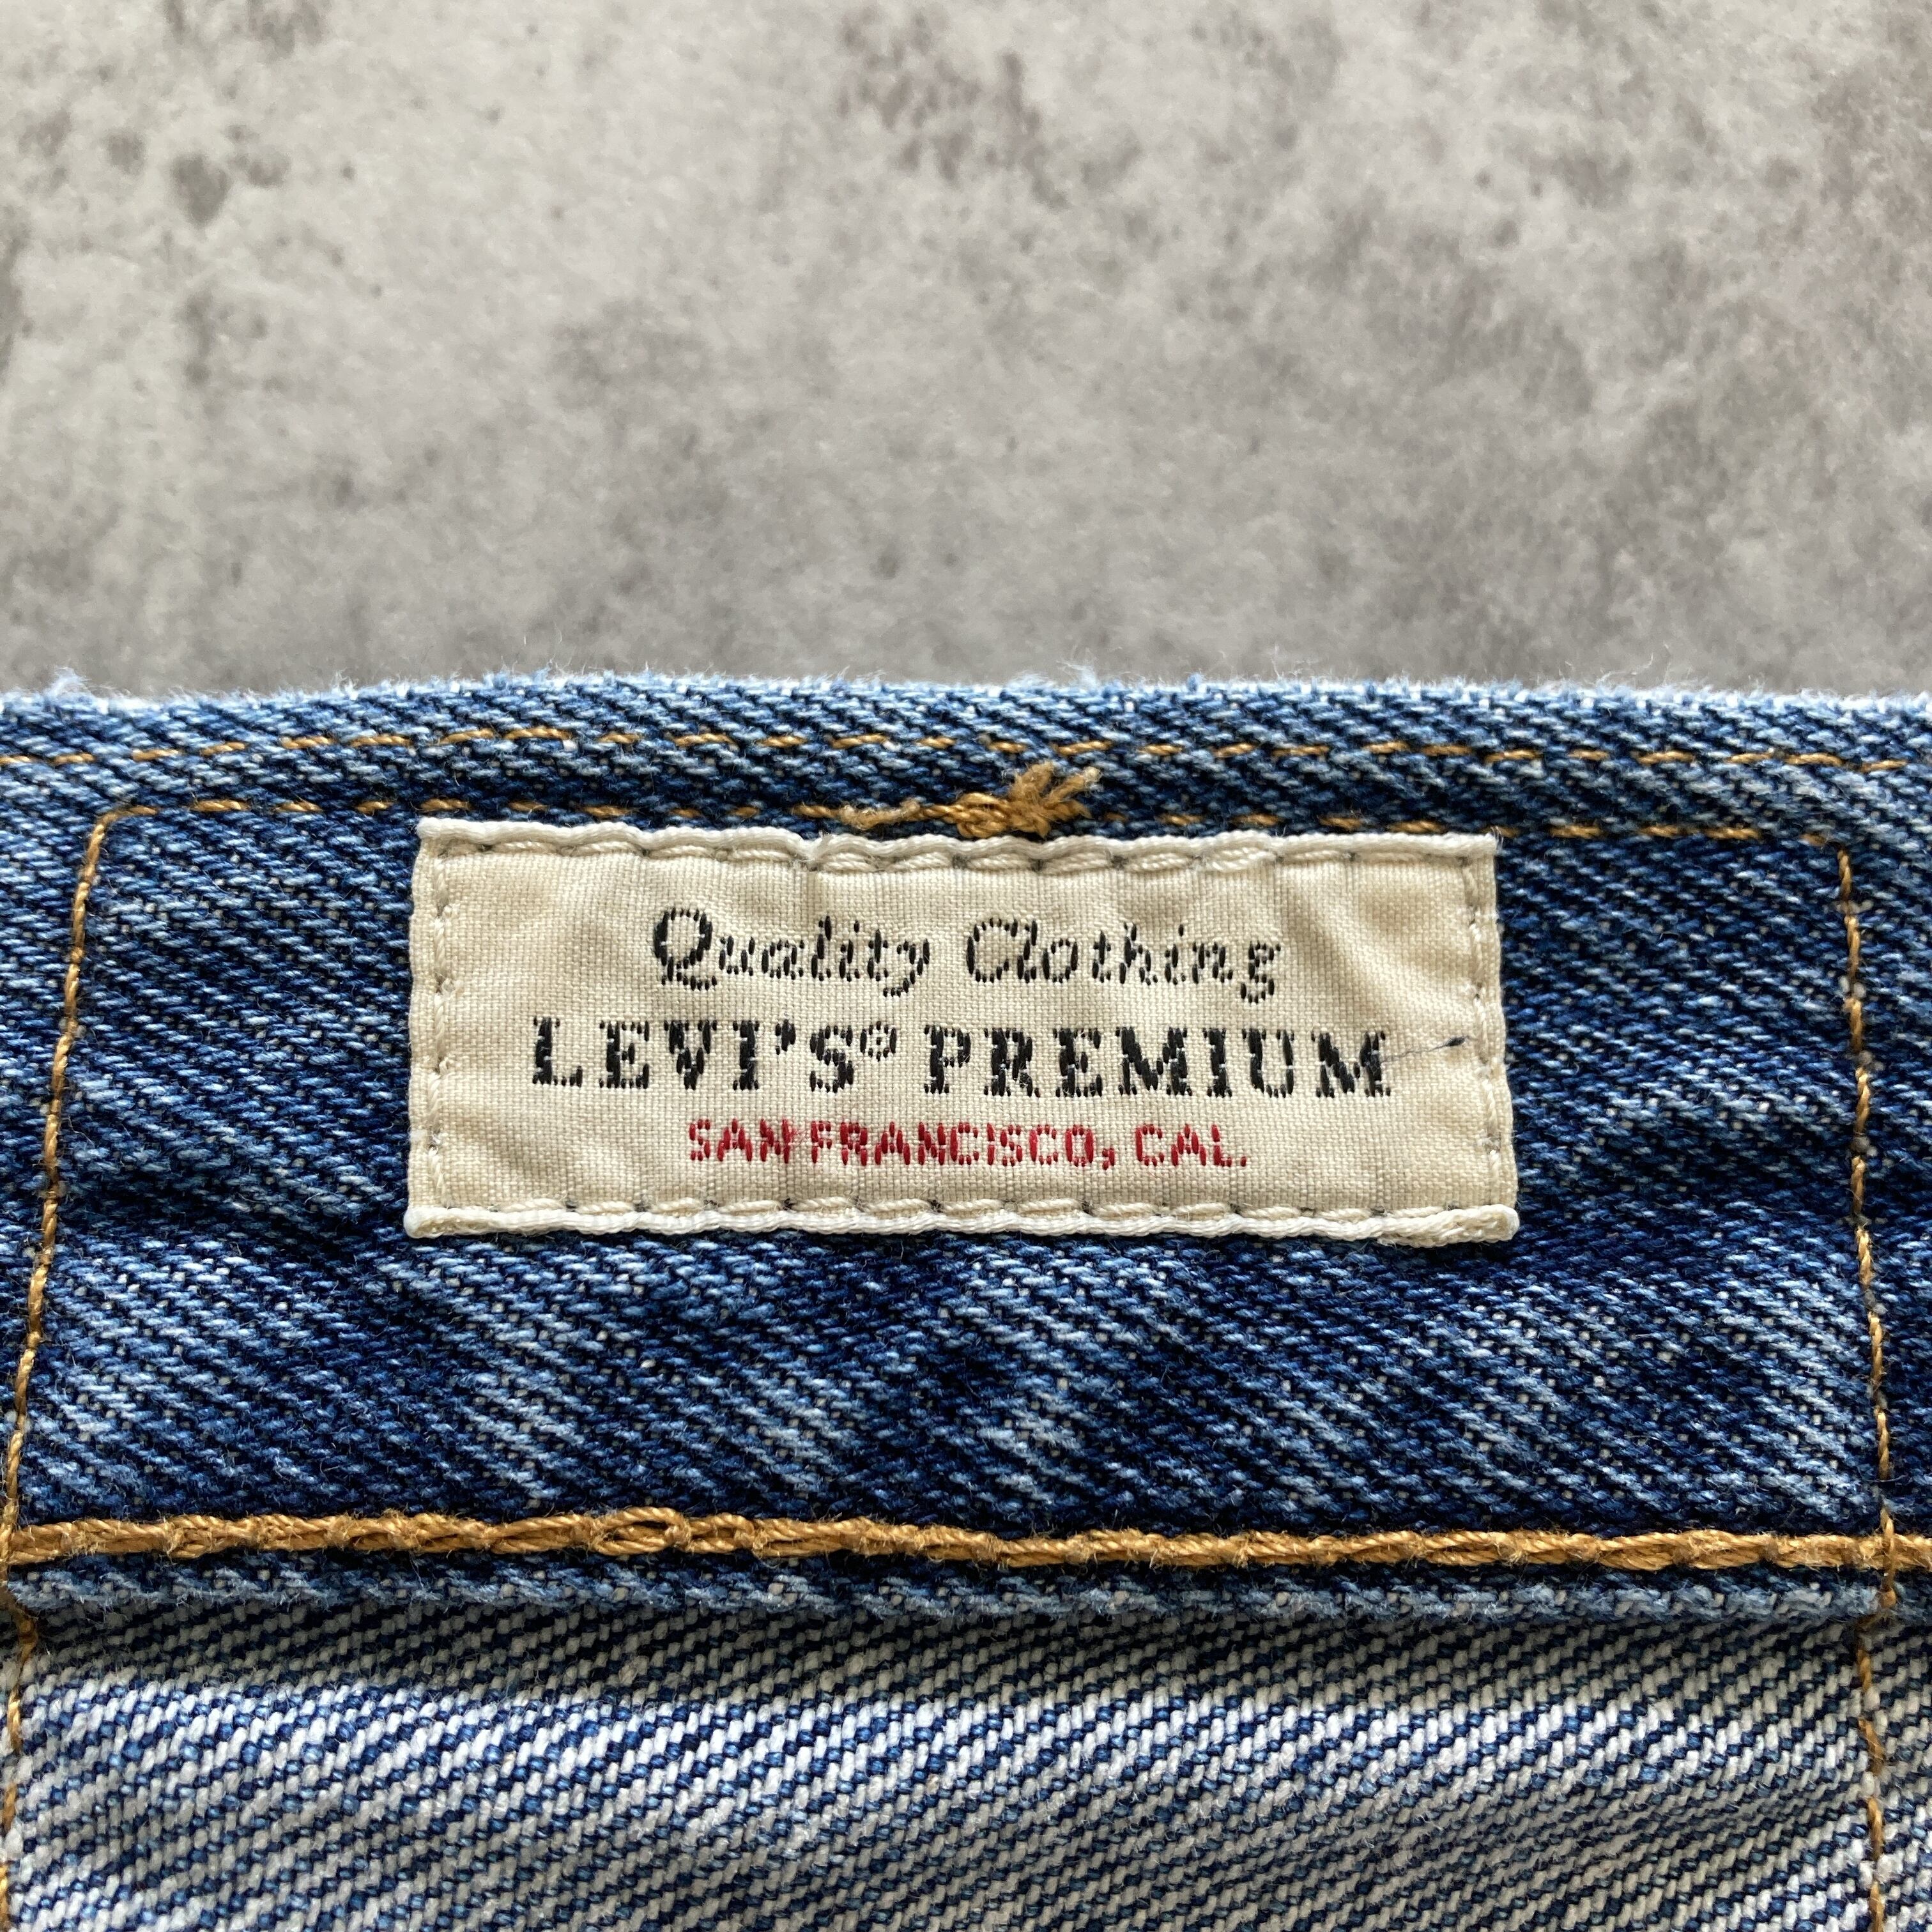 Quality Clothing
LEVI'S® PREMIUM
SAN FRANCISCO, CAL.